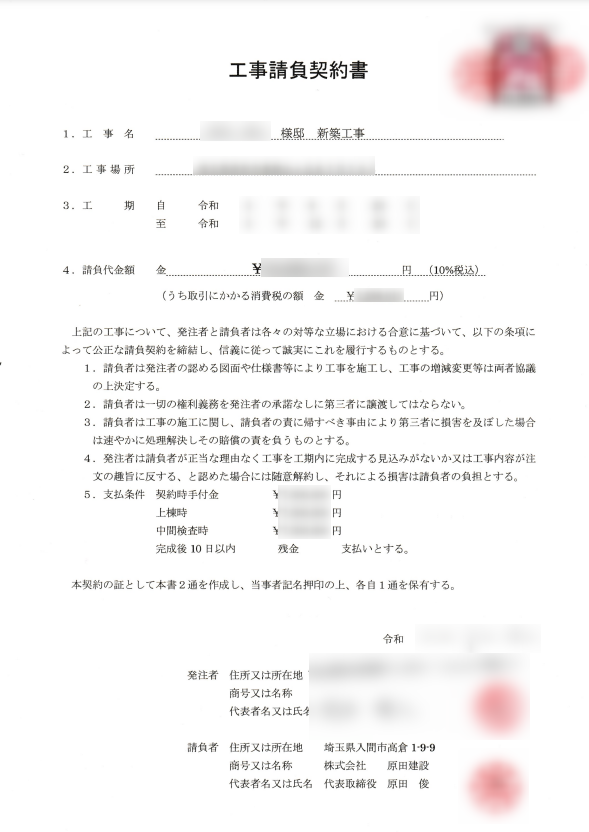 工事請負契約書
１．工　事　名　　様邸　新築工事
２．工事場所
３．工　　期　自　令和
至　令和
４．請負代金額　金　¥　円　（10%税込）
（うち取引にかかる消費税の額　金　¥　円）
上記の工事について、発注者と請負者は各々の対等な立場における合意に基づいて、以下の条項に
よって公正な請負契約を締結し、信義に従って誠実にこれを履行するものとする。
１．請負者は発注者の認める図面や仕様書等により工事を施工し、工事の増減変更等は両者協議
の上決定する。
２．請負者は一切の権利義務を発注者の承諾なしに第三者に譲渡してはならない。
３．請負者は工事の施工に関し、請負者の責に帰すべき事由により第三者に損害を及ぼした場合
は速やかに処理解決しその賠償の責を負うものとする。
４．発注者は請負者が正当な理由なく工事を工期内に完成する見込みがないか又は工事内容が注
文の趣旨に反する、と認めた場合には随意解約し、それによる損害は請負者の負担とする。
５．支払条件　契約時手付金　¥　円
上棟時　¥　円
中間検査時　¥　円
完成後10日以内　残金　支払いとする。
本契約の証として本書２通を作成し、当事者記名押印の上、各自１通を保有する。
令和
発注者　住所又は所在地
商号又は名称
代表者名又は氏名
請負者　住所又は所在地　埼玉県入間市高倉1-9-9
商号又は名称　株式会社　原田建設
代表者名又は氏名　代表取締役　原田　俊